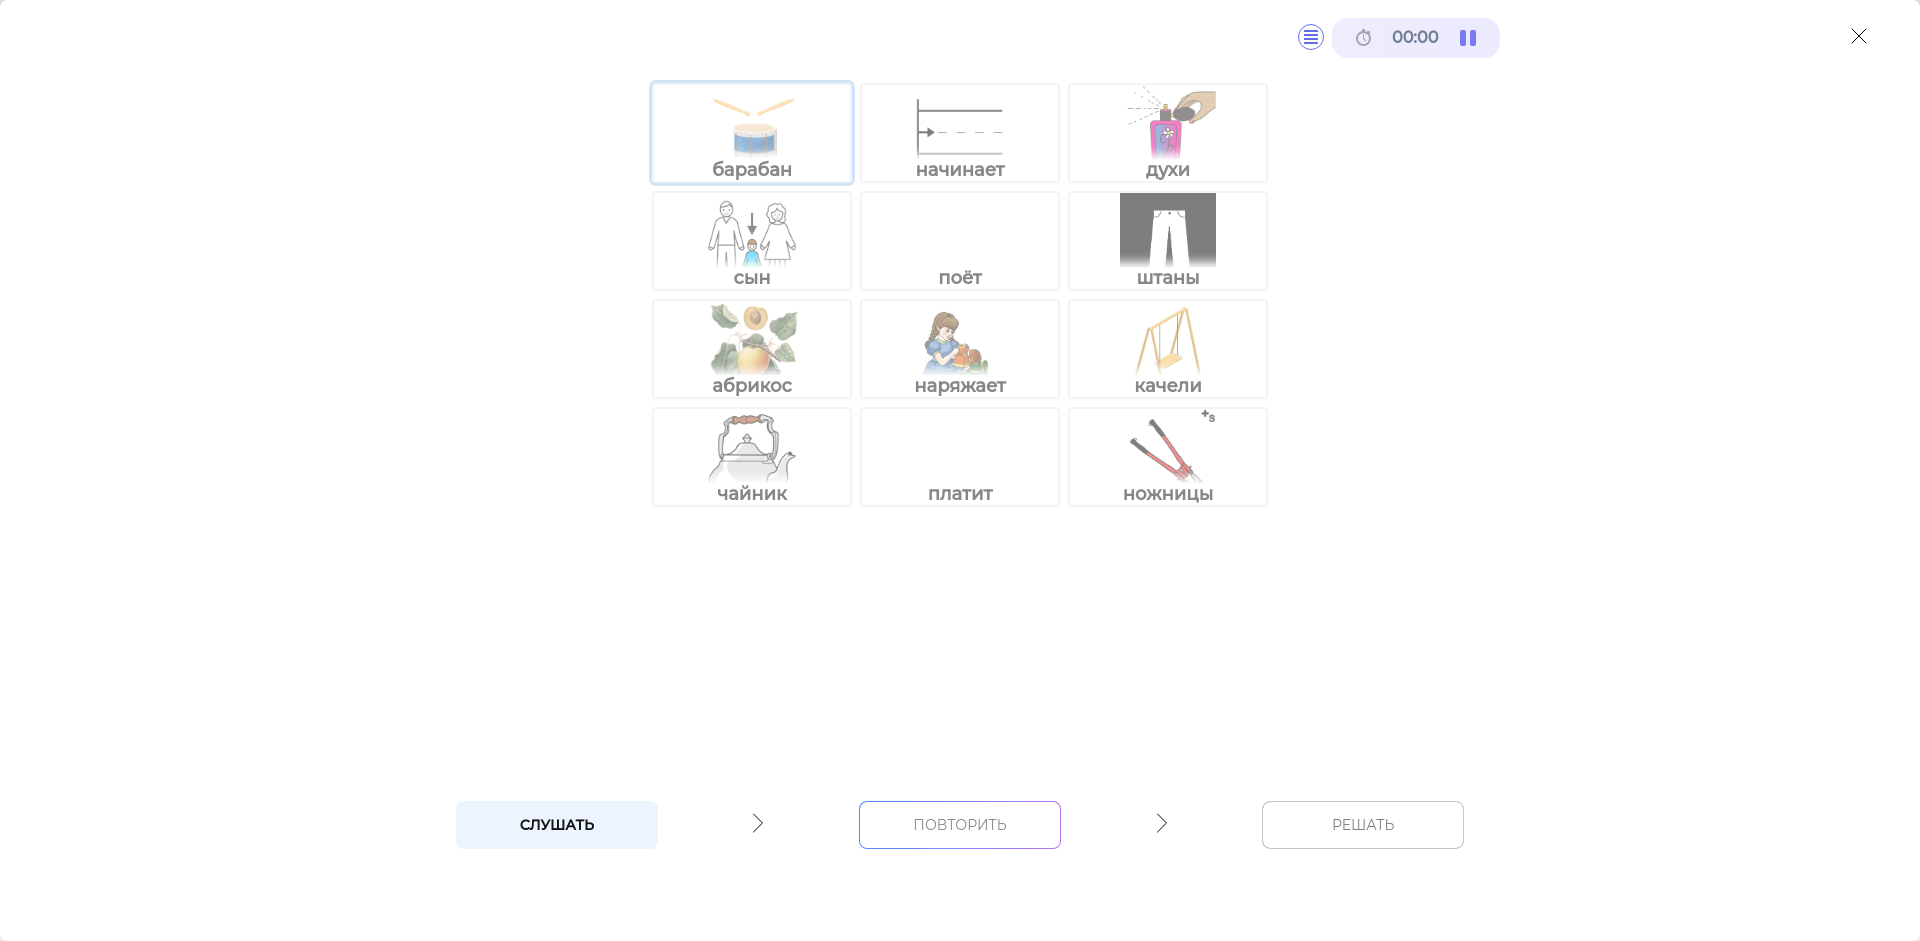 00:00
барабан
начинает
духи
сын
поёт
штаны
абрикос
наряжает
качели
чайник
платит
+s
ножницы
СЛУШАТЬ
ПОВТОРИТЬ
РЕШАТЬ